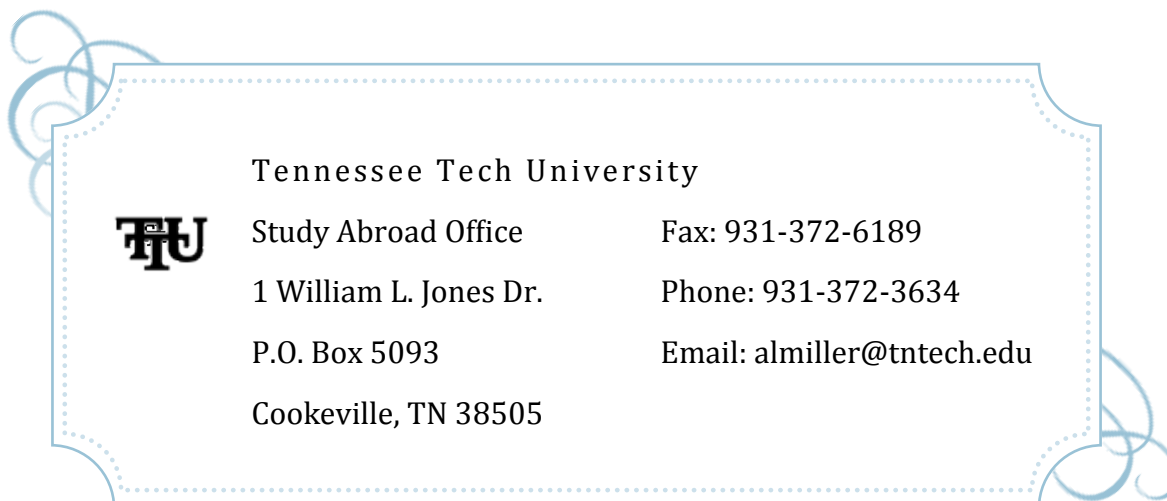 Tennessee Tech University
TTU
Study Abroad Office
Fax: 931-372-6189
1 William L. Jones Dr.
Phone: 931-372-3634
P.O. Box 5093
Email: almiller@tntech.edu
Cookeville, TN 38505